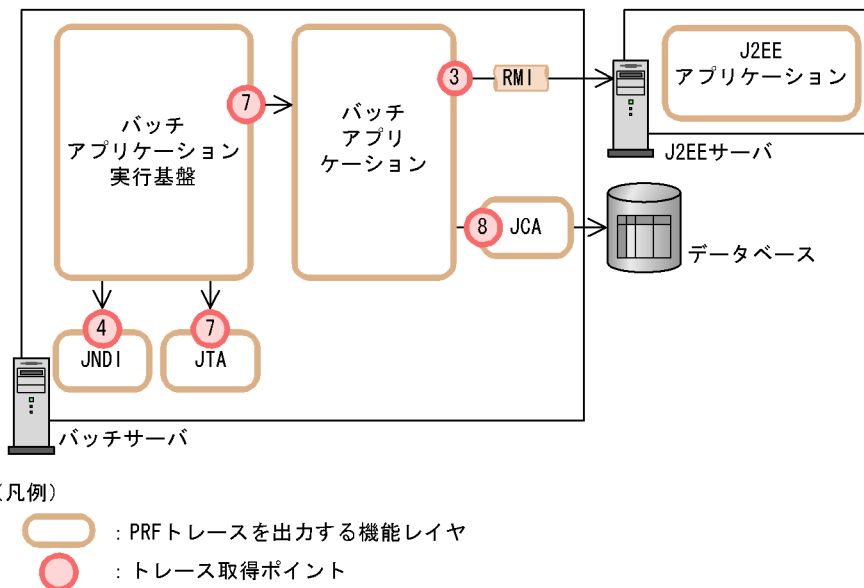 バッチ
アプリケーション
実行基盤
7
バッチ
アプリ
ケーション
3
RMI
J2EE
アプリケーション
J2EEサーバ
8
JCA
データベース
4
JNDI
7
JTA
バッチサーバ
(凡例)
：PRFトレースを出力する機能レイヤ
：トレース取得ポイント